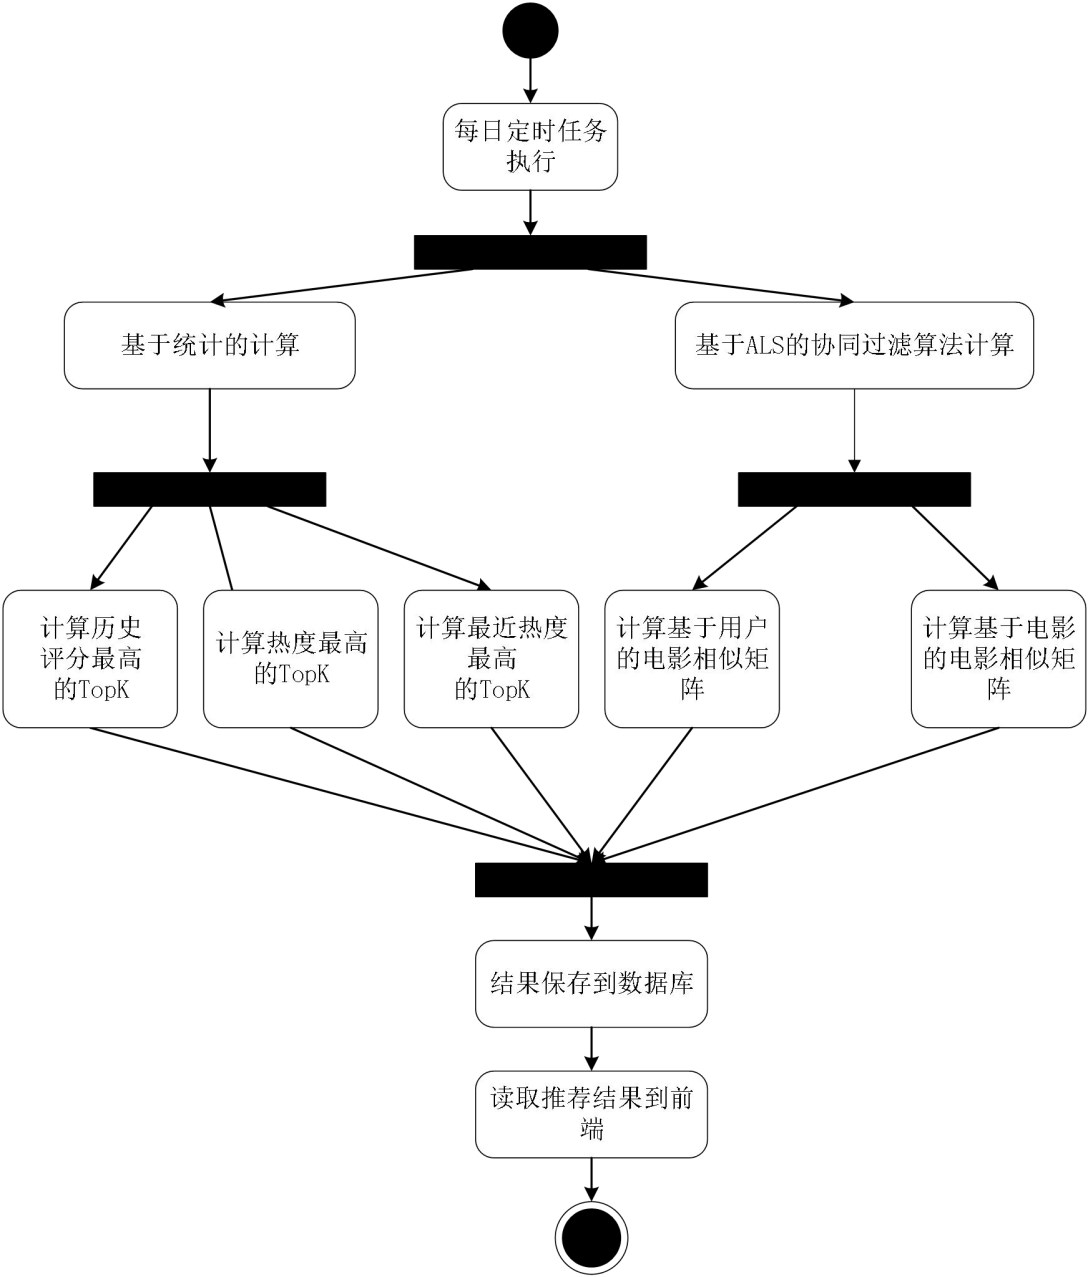 每日定时任务
执行
基于统计的计算
基于ALS的协同过滤算法计算
计算历史
评分最高
的TopK
计算热度最高
的TopK
计算最近热度
最高
的TopK
计算基于用户
的电影相似矩
阵
计算基于电影
的电影相似矩
阵
结果保存到数据库
读取推荐结果到前
端